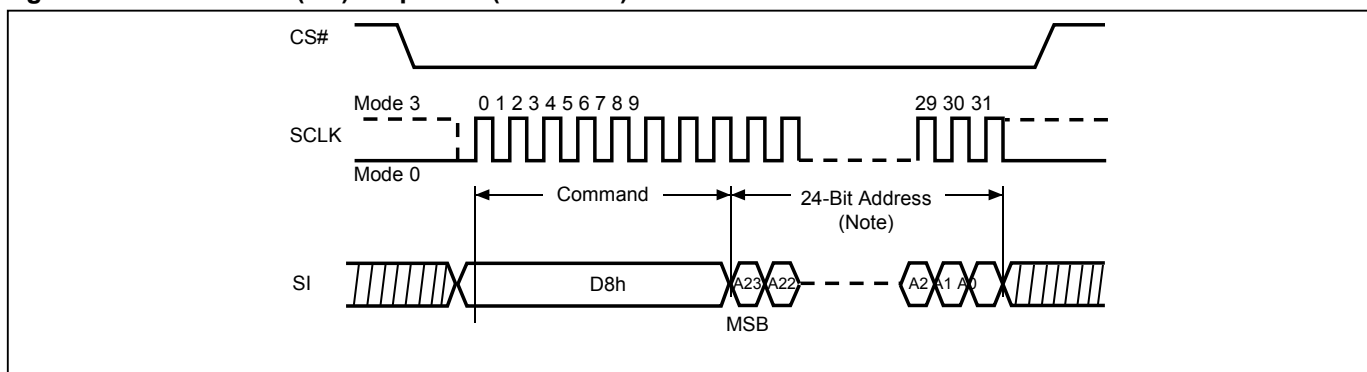 CS#
Mode 3
0 1 2 3 4 5 6 7 8 9
29 30 31
SCLK
Mode 0
Command
24-Bit Address
(Note)
SI
D8h
A23 A22
A2 A1 A0
MSB